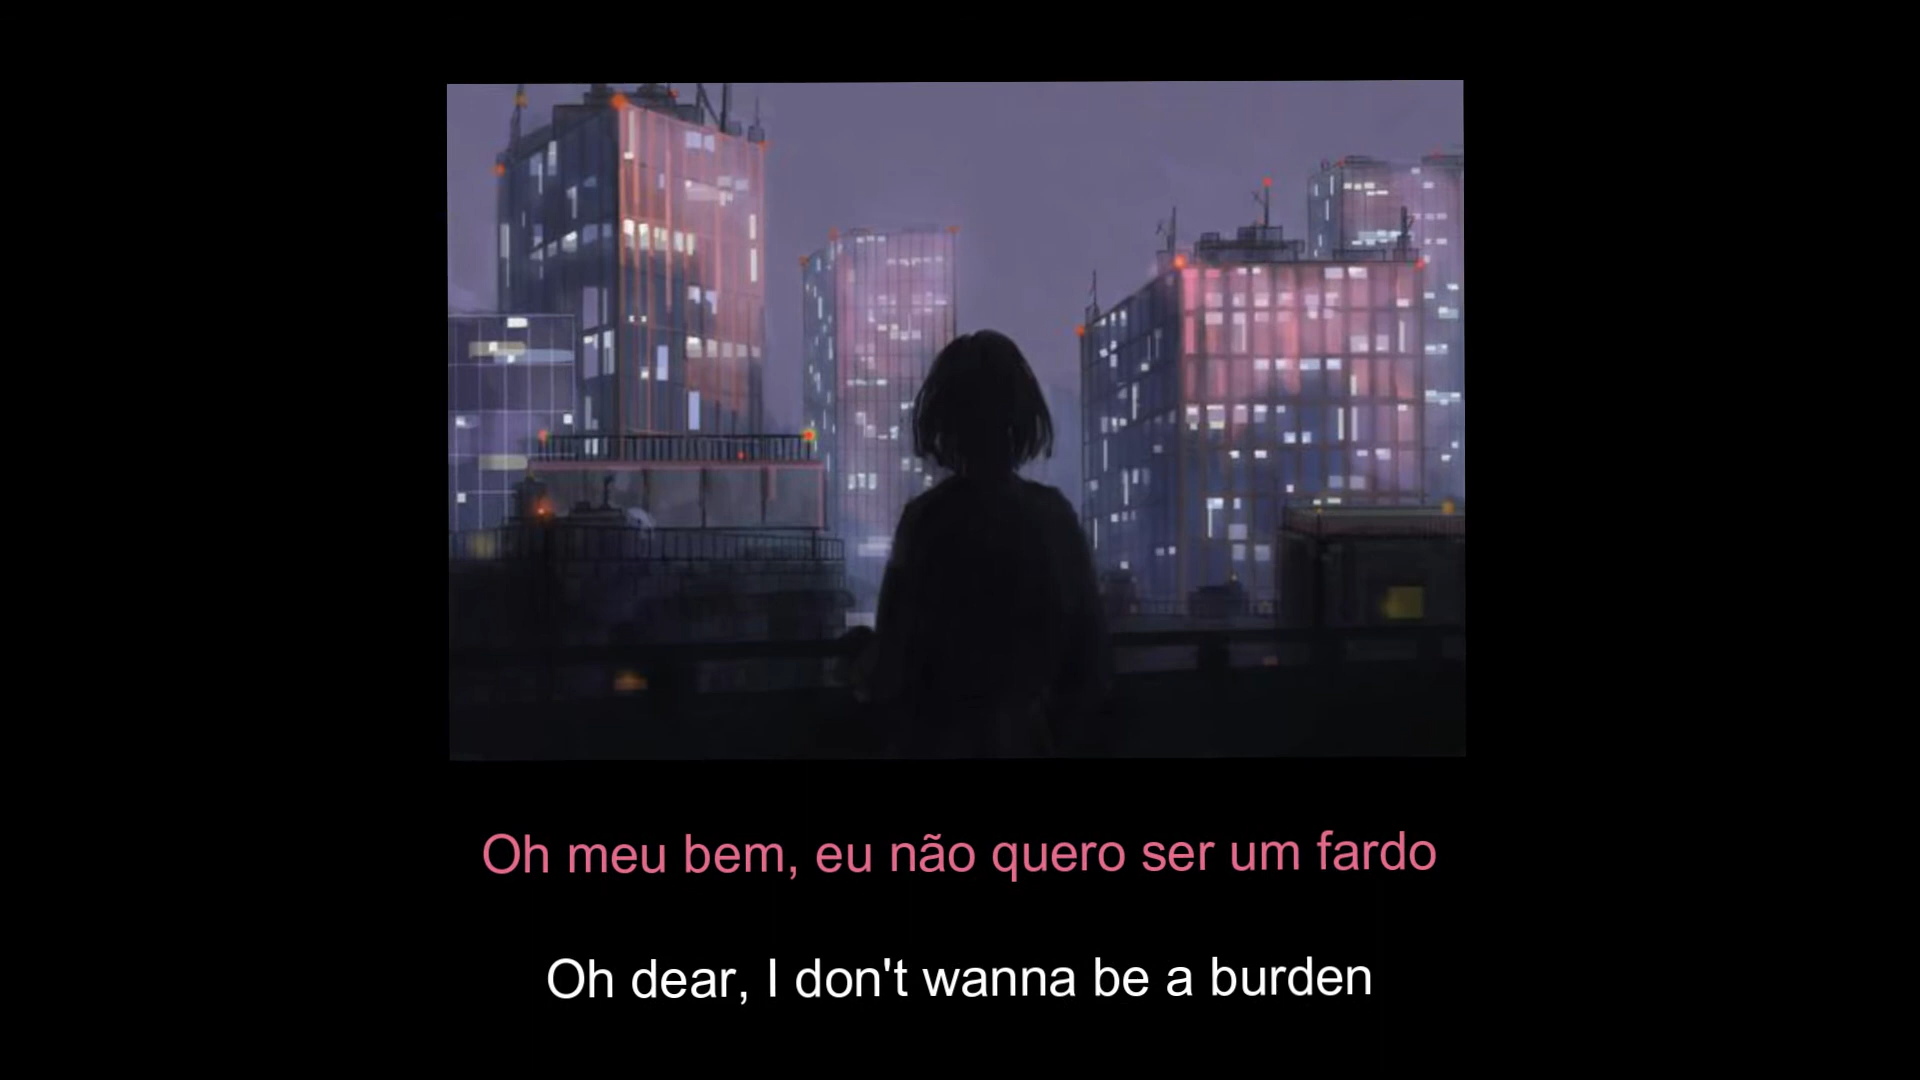 Oh meu bem, eu não quero ser um fardo
Oh dear, I don't wanna be a burden